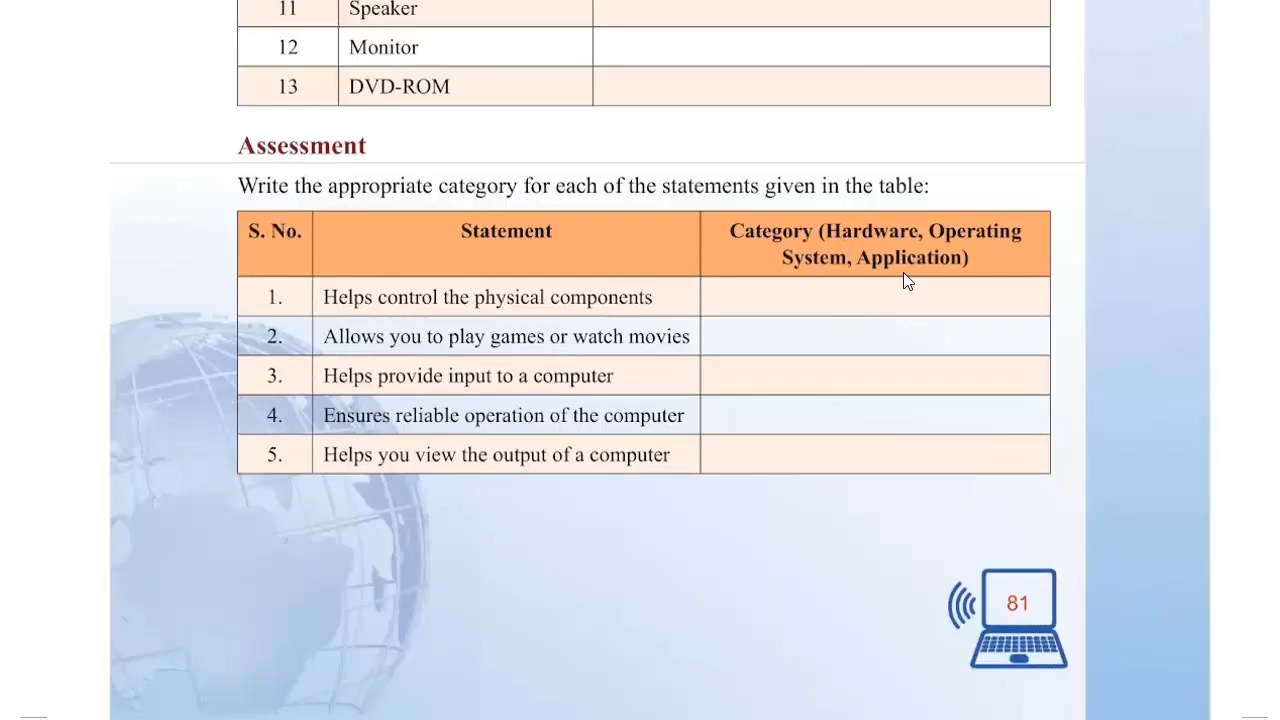 11 Speaker
12 Monitor
13 DVD-ROM
Assessment
Write the appropriate category for each of the statements given in the table:
S. No. Statement Category (Hardware, Operating
System, Application)
1. Helps control the physical components
2. Allows you to play games or watch movies
3. Helps provide input to a computer
4. Ensures reliable operation of the computer
5. Helps you view the output of a computer
81